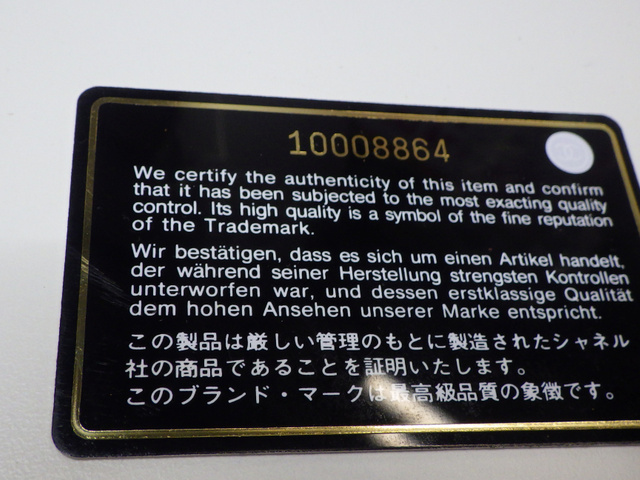 10008864
We certify the authenticity of this item and confirm
that it has been subjected to the most exacting quality
control. Its high quality is a symbol of the fine reputation
of the Trademark.
Wir bestätigen, dass es sich um einen Artikel handelt,
der während seiner Herstellung strengsten Kontrollen
unterworfen war, und dessen erstklassige Qualität
dem hohen Ansehen unserer Marke entspricht.
この製品は厳しい管理のもとに製造されたシャネル
社の商品であることを証明いたします。
このブランド・マークは最高級品質の象徴です。